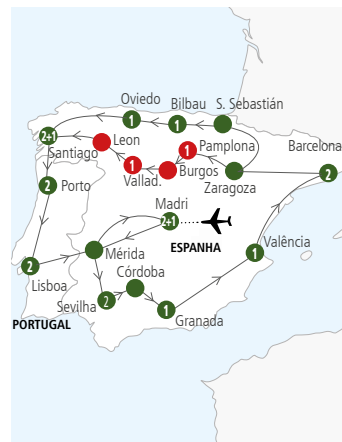 Oviedo
Bilbau
S. Sebastián
1
1
2+1
Santiago
Leon
1
Pamplona
Barcelona
1
Vallad.
Burgos
Zaragoza
2
2
Porto
Madri
2+1
ESPANHA
Valência
1
Mérida
2
Lisboa
Córdoba
Sevilha
2
1
Granada
PORTUGAL